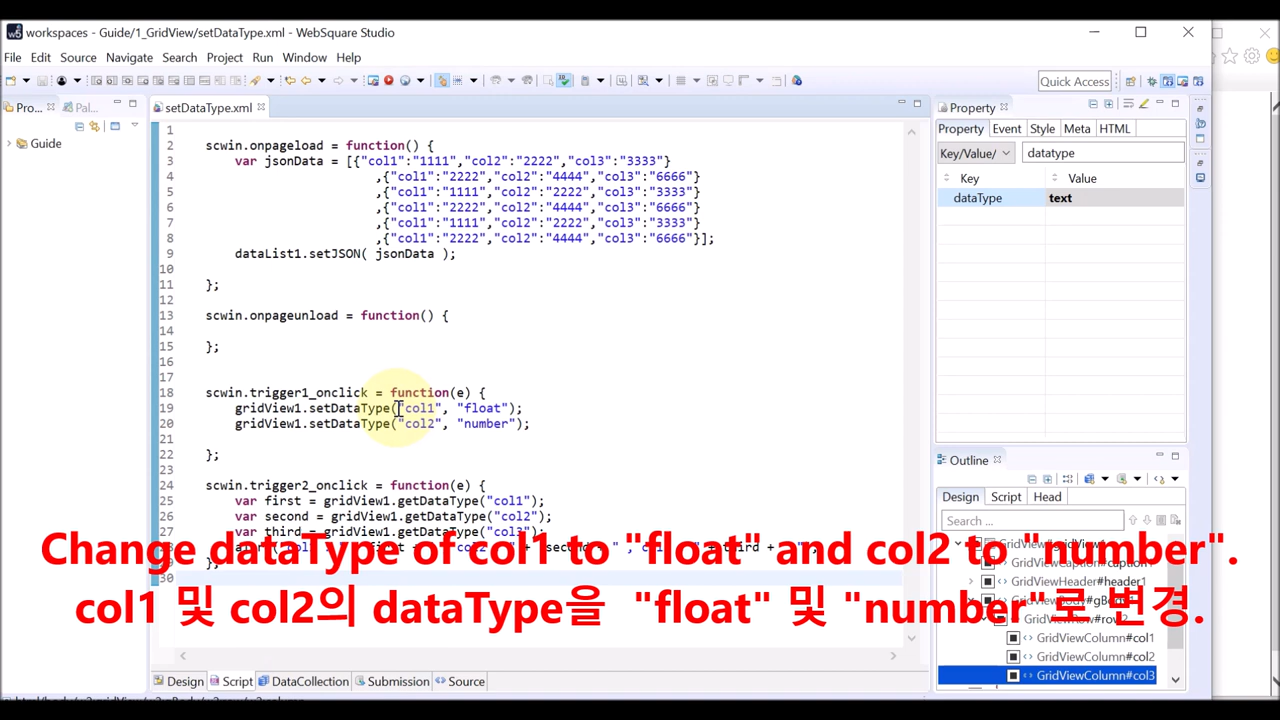 workspaces - Guide/1_GridView/setDataType.xml - WebSquare Studio
File Edit Source Navigate Search Project Run Window Help
Quick Access
Pro...
Pal...
Guide
setDataType.xml
1
2 scwin.onpageload = function() {
3 var jsonData = [{"col1":"1111","col2":"2222","col3":"3333"}
4 ,{"col1":"2222","col2":"4444","col3":"6666"}
5 ,{"col1":"1111","col2":"2222","col3":"3333"}
6 ,{"col1":"2222","col2":"4444","col3":"6666"}
7 ,{"col1":"1111","col2":"2222","col3":"3333"}
8 ,{"col1":"2222","col2":"4444","col3":"6666"}];
9 dataList1.setJSON( jsonData );
10
11 };
12
13 scwin.onpageunload = function() {
14
15 };
16
17
18 scwin.trigger1_onclick = function(e) {
19 gridView1.setDataType("col1", "float");
20 gridView1.setDataType("col2", "number");
21
22 };
23
24 scwin.trigger2_onclick = function(e) {
25 var first = gridView1.getDataType("col1");
26 var second = gridView1.getDataType("col2");
27 var third = gridView1.getDataType("col3");
30
Change dataType of col1 to "float" and col2 to "number".
col1 및 col2의 dataType을 "float" 및 "number"로 변경.
Design Script DataCollection Submission Source
Property
Property Event Style Meta HTML
Key/Value/ datatype
Key Value
dataType text
Outline
Design Script Head
Search ...
GridViewHeader#header1
GridViewColumn#col1
GridViewColumn#col2
GridViewColumn#col3